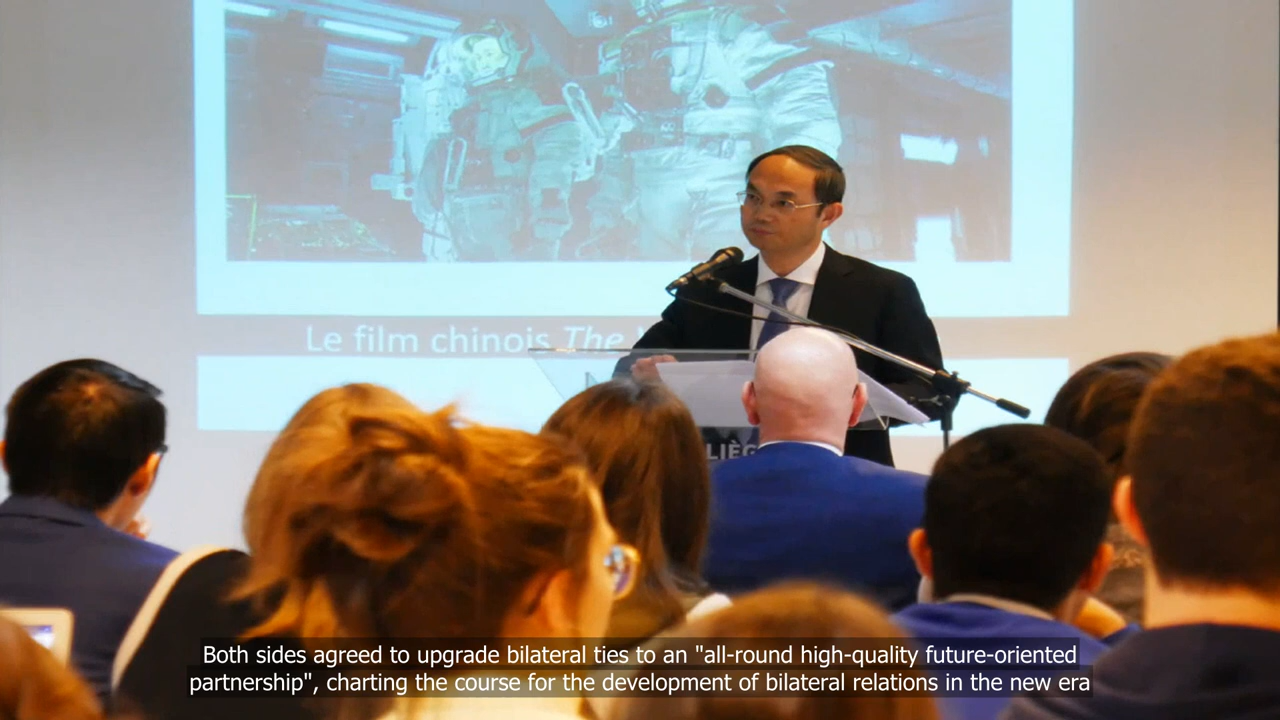 Le film chinois The
LIÈG
Both sides agreed to upgrade bilateral ties to an "all-round high-quality future-oriented
partnership", charting the course for the development of bilateral relations in the new era